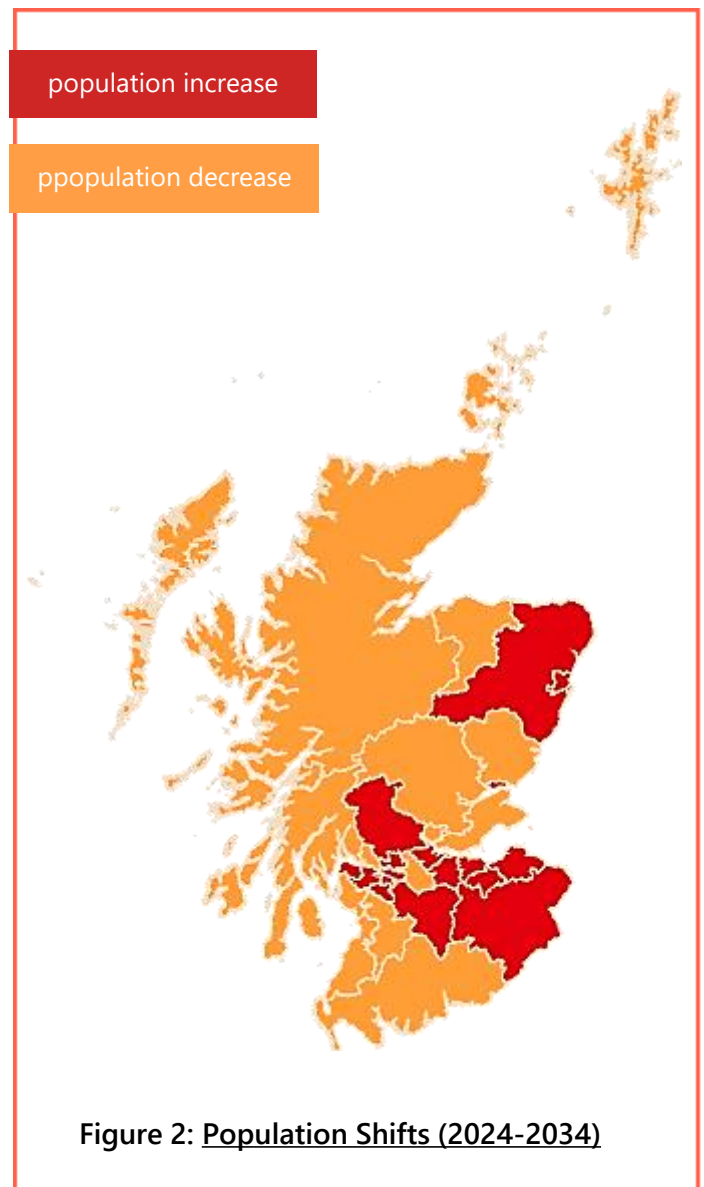 population increase
ppopulation decrease
Figure 2: Population Shifts (2024-2034)